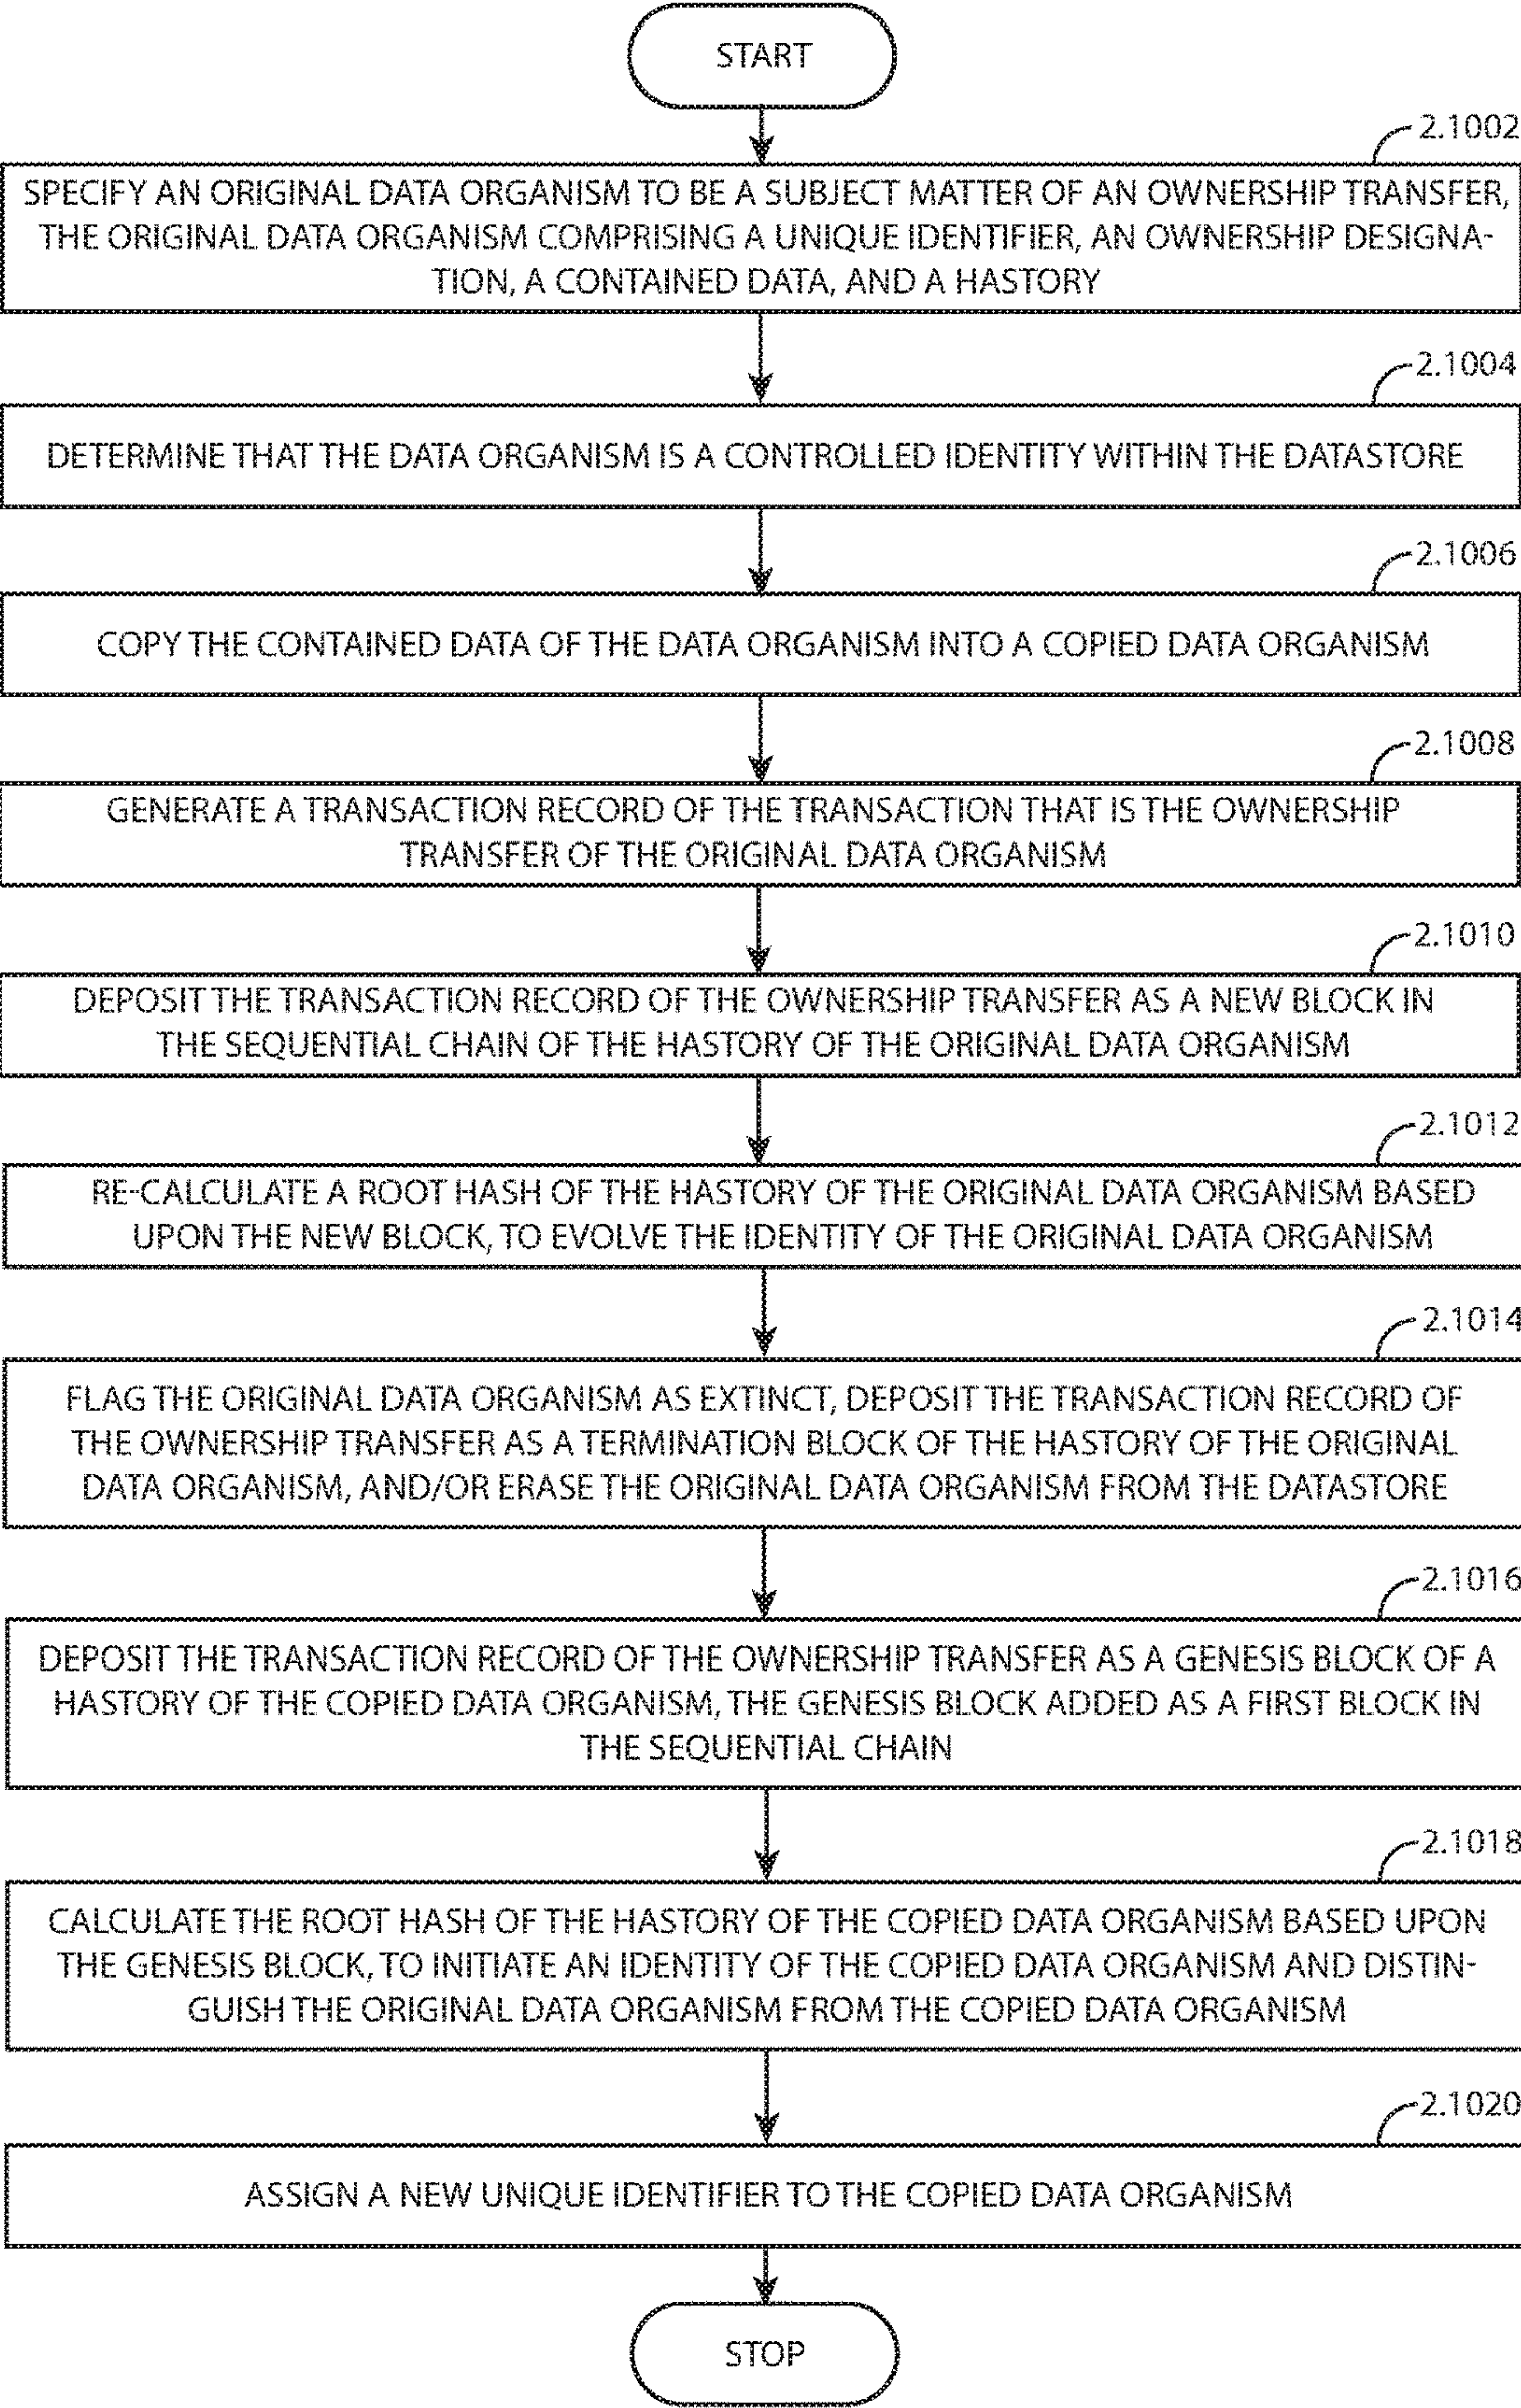 START
2.1002
SPECIFY AN ORIGINAL DATA ORGANISM TO BE A SUBJECT MATTER OF AN OWNERSHIP TRANSFER,
THE ORIGINAL DATA ORGANISM COMPRISING A UNIQUE IDENTIFIER, AN OWNERSHIP DESIGNA-
TION, A CONTAINED DATA, AND A HASTORY
2.1004
DETERMINE THAT THE DATA ORGANISM IS A CONTROLLED IDENTITY WITHIN THE DATASTORE
2.1006
COPY THE CONTAINED DATA OF THE DATA ORGANISM INTO A COPIED DATA ORGANISM
2.1008
GENERATE A TRANSACTION RECORD OF THE TRANSACTION THAT IS THE OWNERSHIP
TRANSFER OF THE ORIGINAL DATA ORGANISM
2.1010
DEPOSIT THE TRANSACTION RECORD OF THE OWNERSHIP TRANSFER AS A NEW BLOCK IN
THE SEQUENTIAL CHAIN OF THE HASTORY OF THE ORIGINAL DATA ORGANISM
2.1012
RE-CALCULATE A ROOT HASH OF THE HASTORY OF THE ORIGINAL DATA ORGANISM BASED
UPON THE NEW BLOCK, TO EVOLVE THE IDENTITY OF THE ORIGINAL DATA ORGANISM
2.1014
FLAG THE ORIGINAL DATA ORGANISM AS EXTINCT, DEPOSIT THE TRANSACTION RECORD OF
THE OWNERSHIP TRANSFER AS A TERMINATION BLOCK OF THE HASTORY OF THE ORIGINAL
DATA ORGANISM, AND/OR ERASE THE ORIGINAL DATA ORGANISM FROM THE DATASTORE
2.1016
DEPOSIT THE TRANSACTION RECORD OF THE OWNERSHIP TRANSFER AS A GENESIS BLOCK OF A
HASTORY OF THE COPIED DATA ORGANISM, THE GENESIS BLOCK ADDED AS A FIRST BLOCK IN
THE SEQUENTIAL CHAIN
2.1018
CALCULATE THE ROOT HASH OF THE HASTORY OF THE COPIED DATA ORGANISM BASED UPON
THE GENESIS BLOCK, TO INITIATE AN IDENTITY OF THE COPIED DATA ORGANISM AND DISTIN-
GUISH THE ORIGINAL DATA ORGANISM FROM THE COPIED DATA ORGANISM
2.1020
ASSIGN A NEW UNIQUE IDENTIFIER TO THE COPIED DATA ORGANISM
STOP